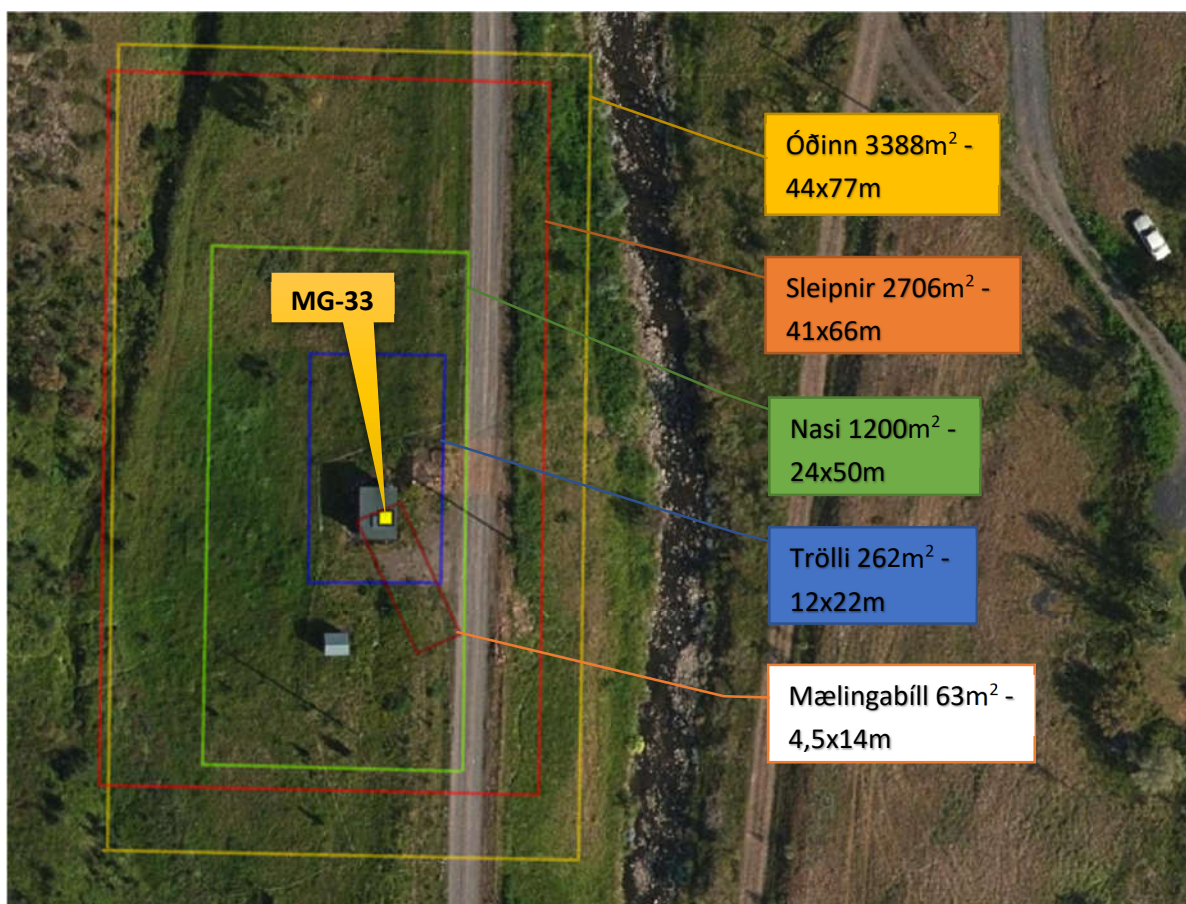 Óðinn 3388m² -
44x77m
Sleipnir 2706m² -
41x66m
MG-33
Nasi 1200m² -
24x50m
Trölli 262m² -
12x22m
Mælingabíll 63m² -
4,5x14m